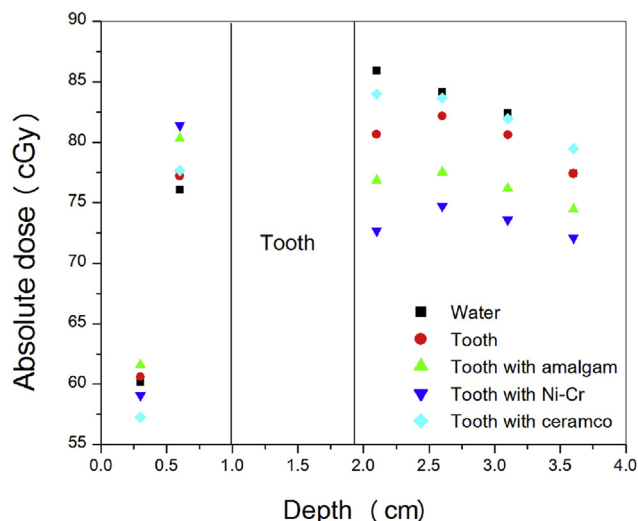 90
85
80
75
70
65
60
55
Absolute dose ( cGy )
Tooth
Water
Tooth
Tooth with amalgam
Tooth with Ni-Cr
Tooth with ceramco
0.0 0.5 1.0 1.5 2.0 2.5 3.0 3.5 4.0
Depth ( cm )